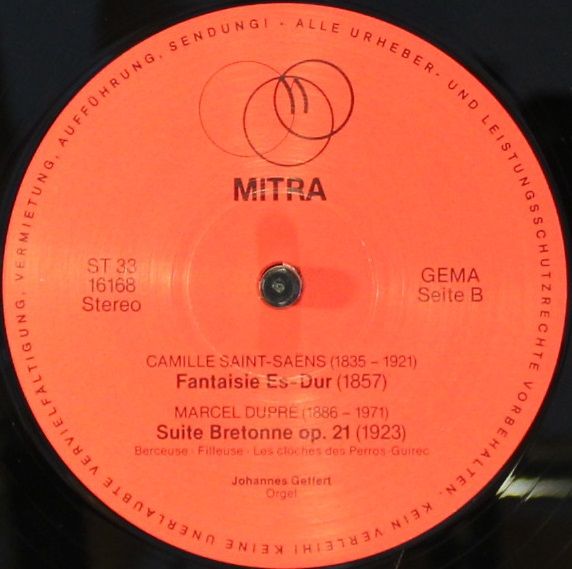 ALLE URHEBER- UND LEISTUNGSSCHUTZRECHTE VORBEHALTEN. KEIN VERLEIH! KEINE UNERLAUBTE VERVIELFÄLTIGUNG, VERMIETUNG, AUFFÜHRUNG, SENDUNG! -
MITRA
ST 33
16168
Stereo
GEMA
Seite B
CAMILLE SAINT-SAËNS (1835 – 1921)
Fantaisie Es-Dur (1857)
MARCEL DUPRÉ (1886 – 1971)
Suite Bretonne op. 21 (1923)
Berceuse · Fileuse · Les cloches des Perros-Guirec
Johannes Geffert
Orgel